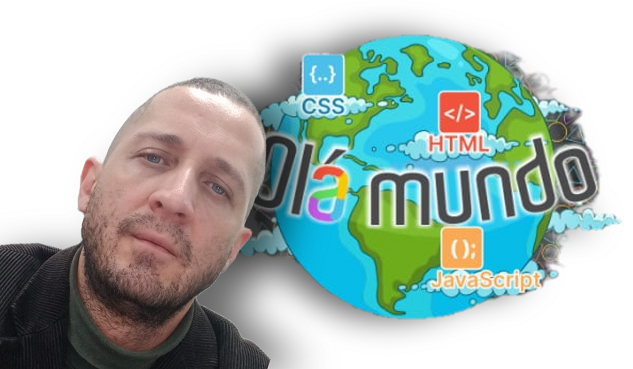 {..}
CSS
</>
HTML
Olá mundo
();
JavaScript